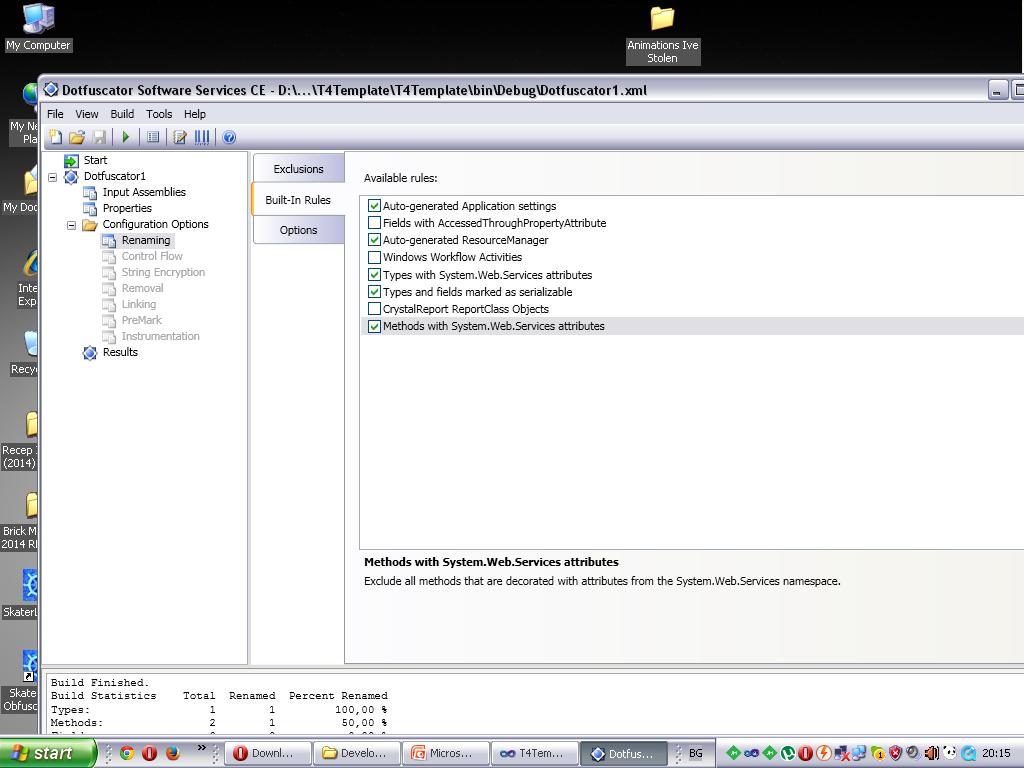 My Computer
Animations Ive
Stolen
Dotfuscator Software Services CE - D:\...\T4Template\T4Template\bin\Debug\Dotfuscator1.xml
File View Build Tools Help
My Ne
Pla
My Doc
Inte
Exp
Recy
Recep
(2014)
Brick M
2014 R
SkaterL
Skate
Obfusc
Start
Dotfuscator1
Input Assemblies
Properties
Configuration Options
Renaming
Control Flow
String Encryption
Removal
Linking
PreMark
Instrumentation
Results
Exclusions
Built-In Rules
Options
Available rules:
Auto-generated Application settings
Fields with AccessedThroughPropertyAttribute
Auto-generated ResourceManager
Windows Workflow Activities
Types with System.Web.Services attributes
Types and fields marked as serializable
CrystalReport ReportClass Objects
Methods with System.Web.Services attributes
Methods with System.Web.Services attributes
Exclude all methods that are decorated with attributes from the System.Web.Services namespace.
Build Finished.
Build Statistics Total Renamed Percent Renamed
Types: 1 1 100,00 %
Methods: 2 1 50,00 %
start » Downl... Develo... Micros... T4Tem... Dotfus... BG 20:15